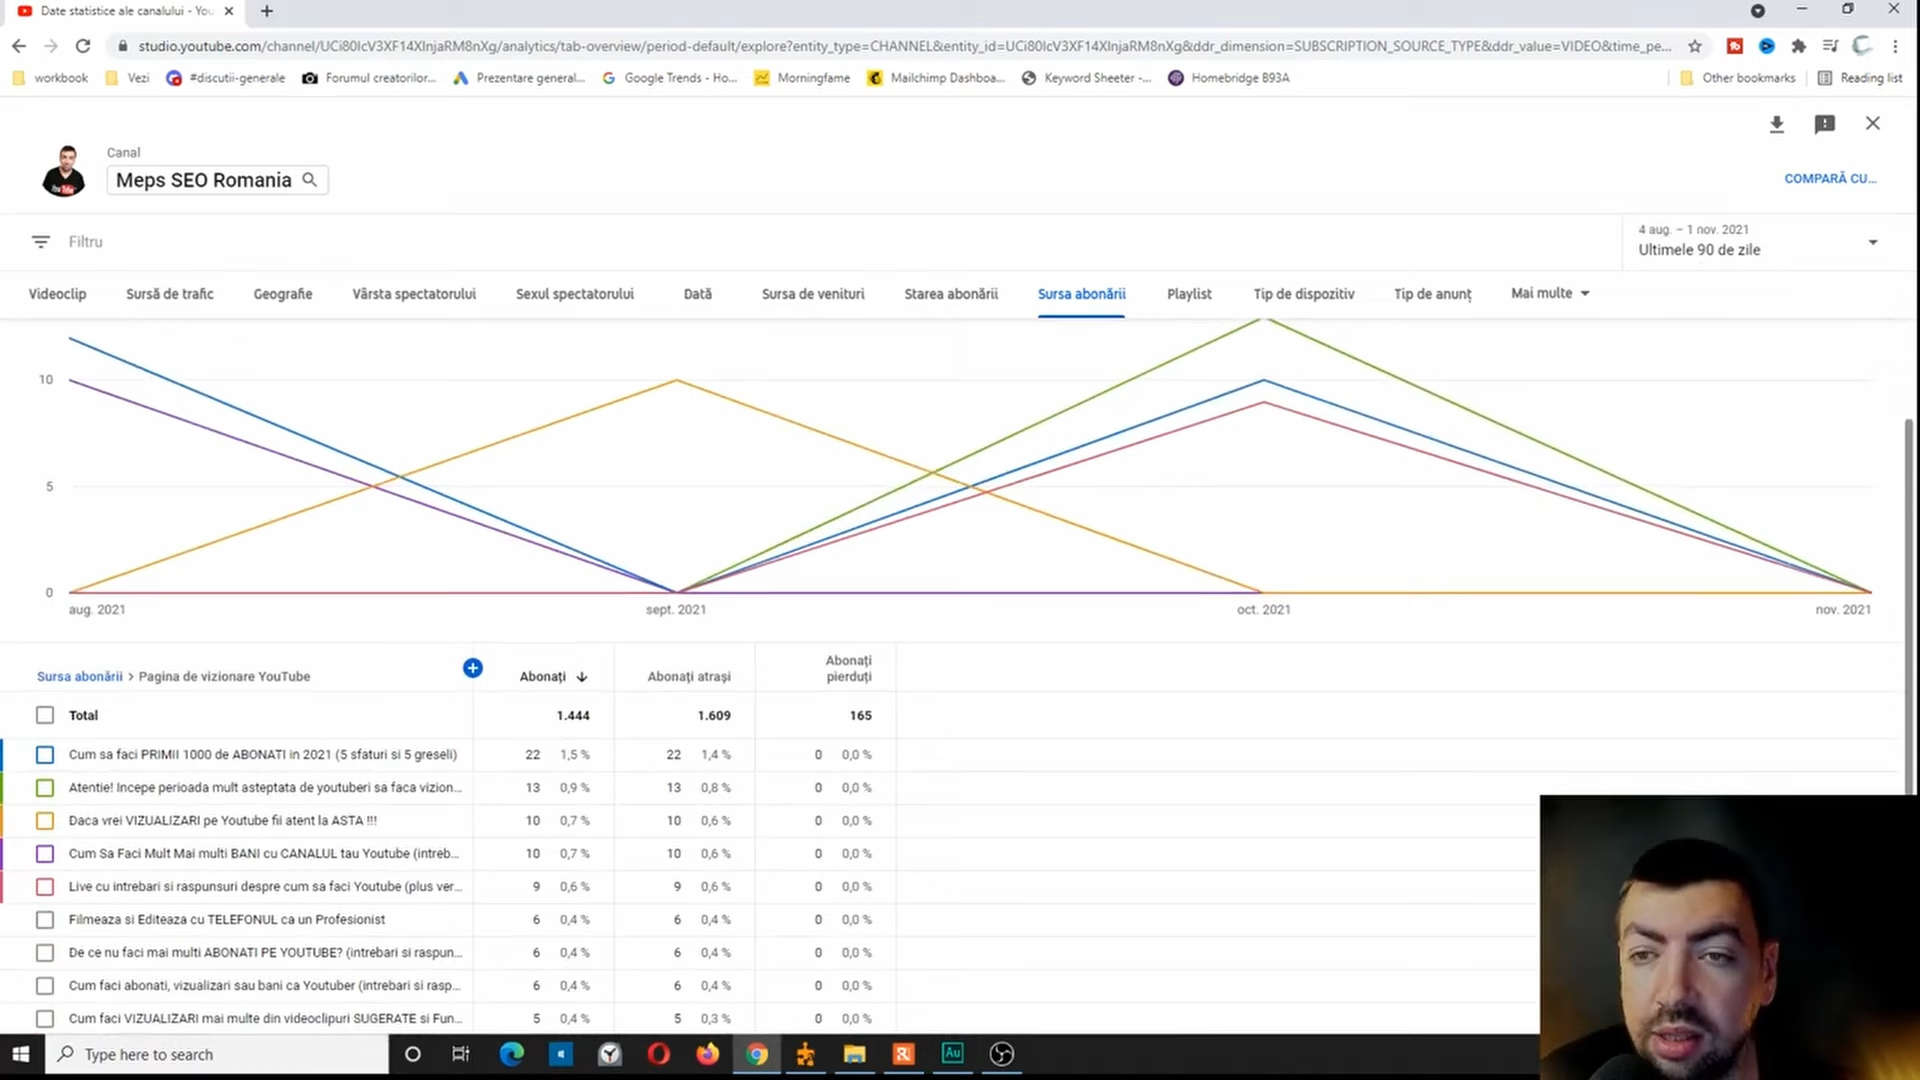 Date statistice ale canalului - You
studio.youtube.com/channel/UCi80IcV3XF14XInjaRM8nXg/analytics/tab-overview/period-default/explore?entity_type=CHANNEL&entity_id=UCi80IcV3XF14XInjaRM8nXg&ddr_dimension=SUBSCRIPTION_SOURCE_TYPE&ddr_value=VIDEO&time_pe...
workbook Vezi #discutii-generale Forumul creatorilor... Prezentare general... Google Trends - Ho... Morningfame Mailchimp Dashboa... Keyword Sheeter -... Homebridge B93A Other bookmarks Reading list
Canal
Meps SEO Romania
COMPARĂ CU...
Filtru
4 aug. – 1 nov. 2021
Ultimele 90 de zile
Videoclip Sursă de trafic Geografie Vârsta spectatorului Sexul spectatorului Dată Sursa de venituri Starea abonării Sursa abonării Playlist Tip de dispozitiv Tip de anunț Mai multe
10
5
0
aug. 2021 sept. 2021 oct. 2021 nov. 2021
Sursa abonării > Pagina de vizionare YouTube Abonați Abonați atrași Abonați pierduți
Total 1.444 1.609 165
Cum sa faci PRIMII 1000 de ABONATI in 2021 (5 sfaturi si 5 greseli) 22 1,5 % 22 1,4 % 0 0,0 %
Atentie! Incepe perioada mult asteptata de youtuberi sa faca vizion... 13 0,9 % 13 0,8 % 0 0,0 %
Daca vrei VIZUALIZARI pe Youtube fii atent la ASTA !!! 10 0,7 % 10 0,6 % 0 0,0 %
Cum Sa Faci Mult Mai multi BANI cu CANALUL tau Youtube (intreb... 10 0,7 % 10 0,6 % 0 0,0 %
Live cu intrebari si raspunsuri despre cum sa faci Youtube (plus ver... 9 0,6 % 9 0,6 % 0 0,0 %
Filmeaza si Editeaza cu TELEFONUL ca un Profesionist 6 0,4 % 6 0,4 % 0 0,0 %
De ce nu faci mai multi ABONATI PE YOUTUBE? (intrebari si raspun... 6 0,4 % 6 0,4 % 0 0,0 %
Cum faci abonati, vizualizari sau bani ca Youtuber (intrebari si rasp... 6 0,4 % 6 0,4 % 0 0,0 %
Cum faci VIZUALIZARI mai multe din videoclipuri SUGERATE si Fun... 5 0,4 % 5 0,3 % 0 0,0 %
Type here to search
Au